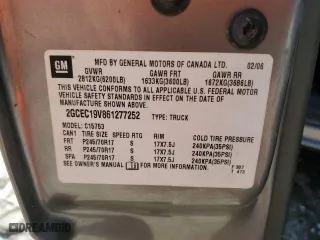 GM
MFD BY GENERAL MOTORS OF CANADA LTD. 02/06
GVWR GAWR FRT GAWR RR
2812KG(6200LB) 1633KG(3600LB) 1672KG(3686LB)
THIS VEHICLE CONFORMS TO ALL APPLICABLE U.S. FEDERAL MOTOR
VEHICLE SAFETY STANDARDS IN EFFECT ON THE DATE OF
MANUFACTURE SHOWN ABOVE.
2GCEC19V861277252 TYPE: TRUCK
MODEL: C15753
TIRE SIZE SPEED RTG RIM COLD TIRE PRESSURE
FRT P245/70R17 S 17X7.5J 240KPA(35PSI)
RR P245/70R17 S 17X7.5J 240KPA(35PSI)
SPA P245/70R17 S 17X7.5J 240KPA(35PSI)
SEE OWNER'S MANUAL FOR MORE INFORMATION.